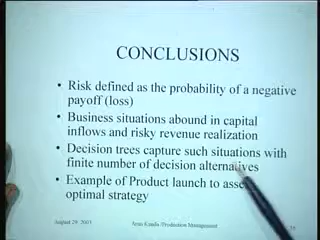 CONCLUSIONS
• Risk defined as the probability of a negative
payoff (loss)
• Business situations abound in capital
inflows and risky revenue realization
• Decision trees capture such situations with
finite number of decision alternatives
• Example of Product launch to assess
optimal strategy
August 29, 2003 Production Management